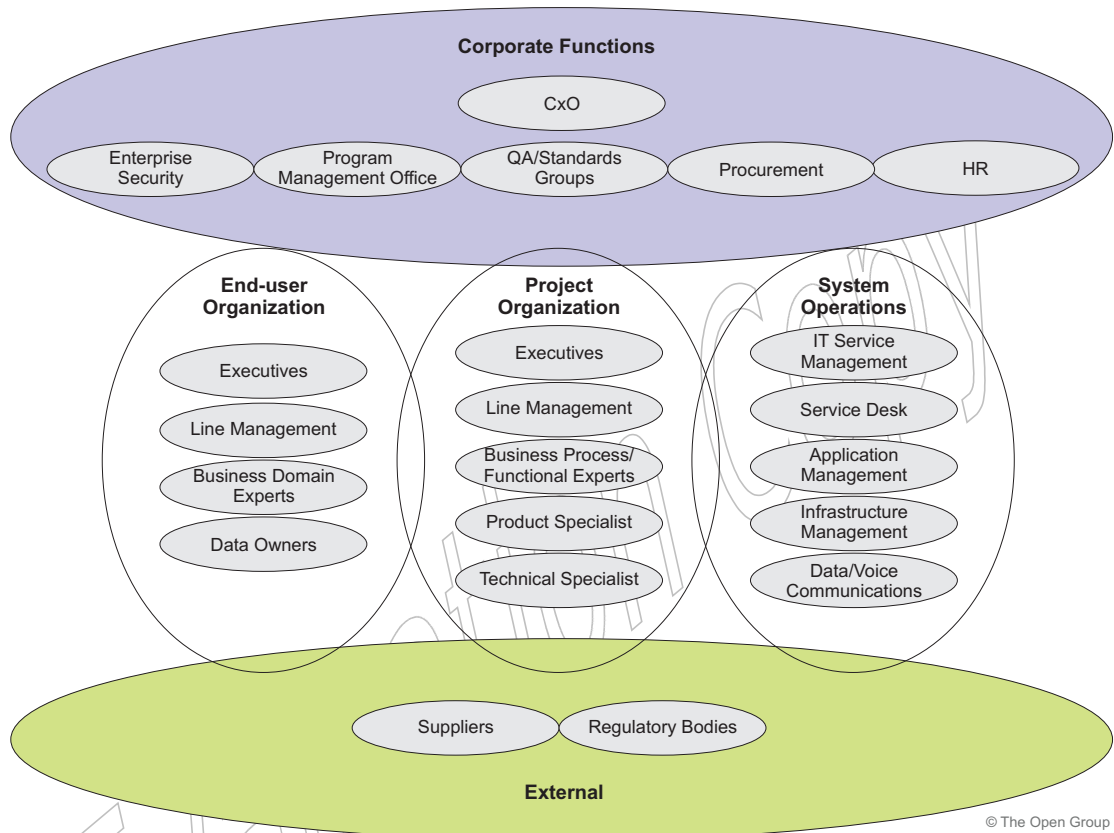 Corporate Functions
CxO
Enterprise
Security
Program
Management Office
QA/Standards
Groups
Procurement
HR
End-user
Organization
Executives
Line Management
Business Domain
Experts
Data Owners
Project
Organization
Executives
Line Management
Business Process/
Functional Experts
Product Specialist
Technical Specialist
System
Operations
IT Service
Management
Service Desk
Application
Management
Infrastructure
Management
Data/Voice
Communications
Suppliers
Regulatory Bodies
External
© The Open Group